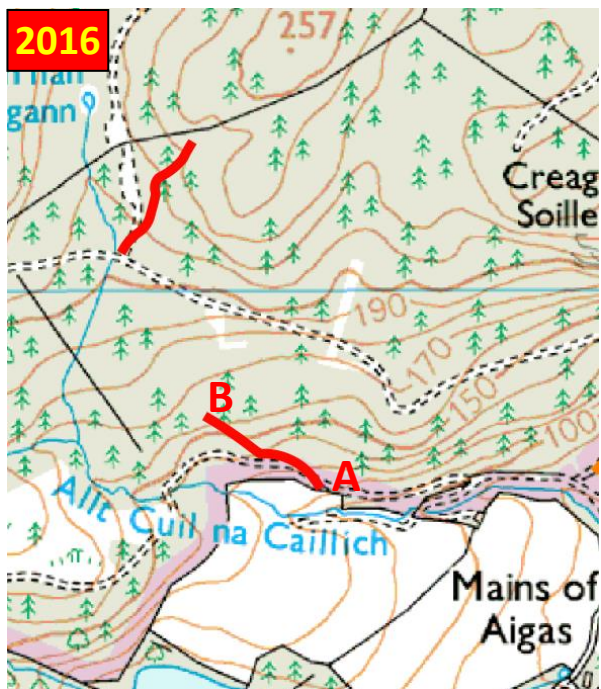 2016
257
gann
Creag
Soille
190
170
150
100
B
A
Allt Cuil na Caillich
Mains of
Aigas